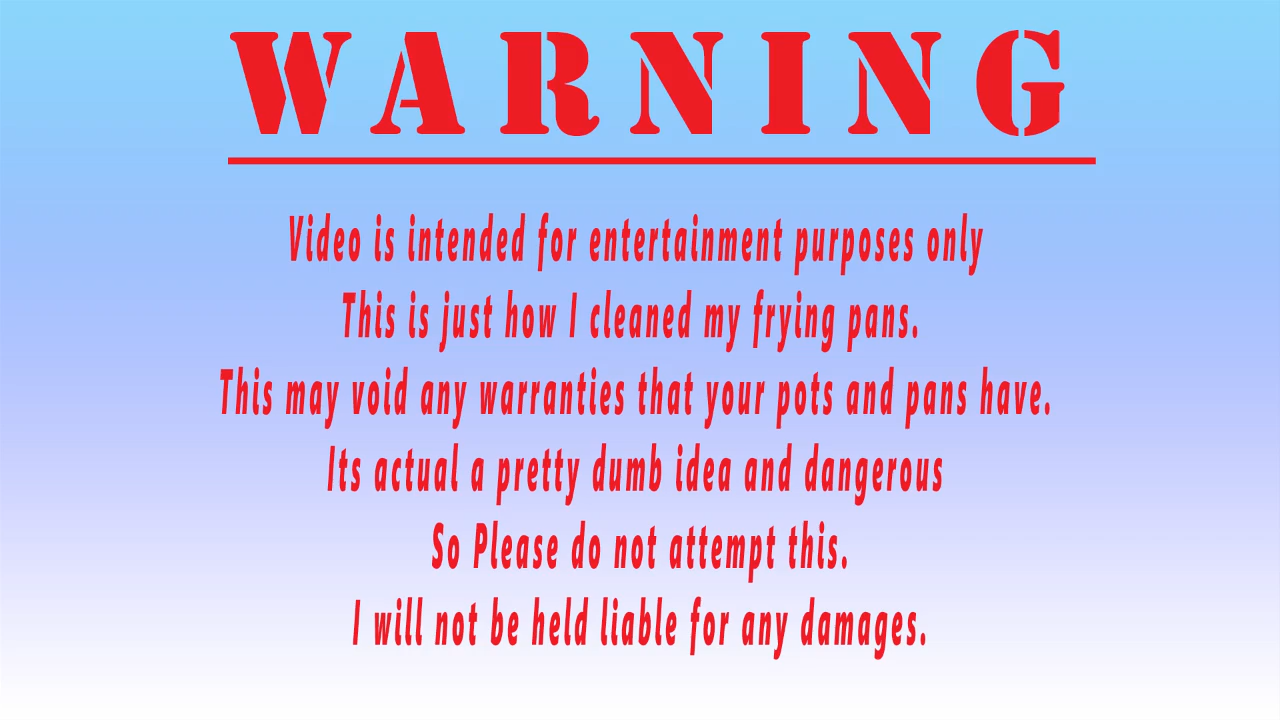 WARNING
Video is intended for entertainment purposes only
This is just how I cleaned my frying pans.
This may void any warranties that your pots and pans have.
Its actual a pretty dumb idea and dangerous
So Please do not attempt this.
I will not be held liable for any damages.